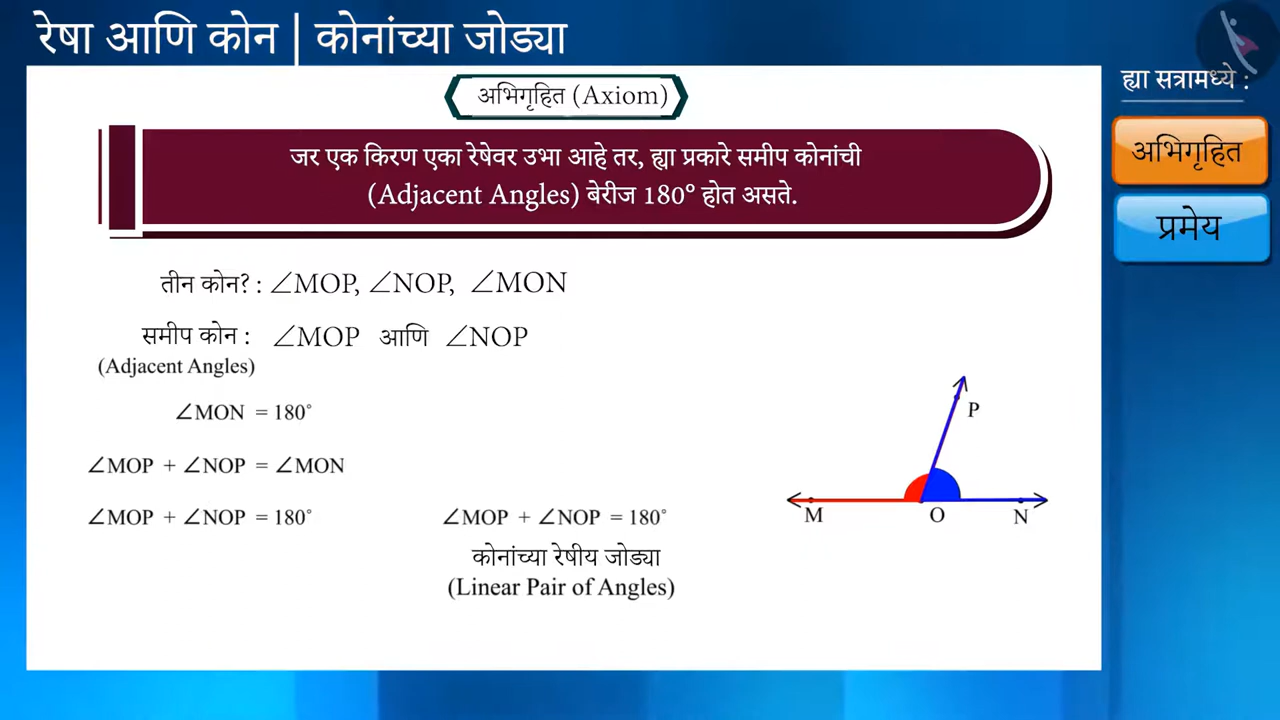 रेषा आणि कोन | कोनांच्या जोड्या
ह्या सत्रामध्ये :
अभिगृहित
प्रमेय
अभिगृहित (Axiom)
जर एक किरण एका रेषेवर उभा आहे तर, ह्या प्रकारे समीप कोनांची
(Adjacent Angles) बेरीज 180° होत असते.
तीन कोन? : ∠MOP, ∠NOP, ∠MON
समीप कोन : ∠MOP आणि ∠NOP
(Adjacent Angles)
∠MON = 180°
∠MOP + ∠NOP = ∠MON
∠MOP + ∠NOP = 180°
∠MOP + ∠NOP = 180°
कोनांच्या रेषीय जोड्या
(Linear Pair of Angles)
P
M O N